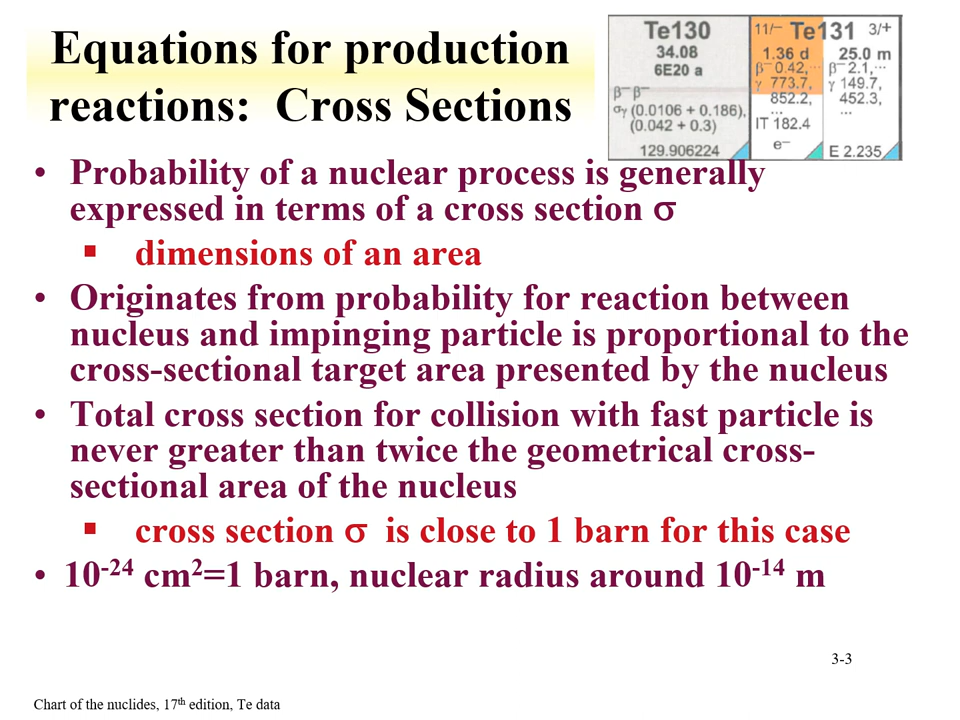 Equations for production
reactions:  Cross Sections
Te130
34.08
6E20 a
β⁻ β⁻
σγ (0.0106 + 0.186),
(0.042 + 0.3)
129.906224
11/− Te131 3/+
1.36 d 25.0 m
β⁻ 0.42,··· β⁻ 2.1,···
γ 773.7, γ 149.7,
852.2, 452.3,
... ...
IT 182.4
e⁻
E 2.235
• Probability of a nuclear process is generally
expressed in terms of a cross section σ
▪ dimensions of an area
• Originates from probability for reaction between
nucleus and impinging particle is proportional to the
cross-sectional target area presented by the nucleus
• Total cross section for collision with fast particle is
never greater than twice the geometrical cross-
sectional area of the nucleus
▪ cross section σ  is close to 1 barn for this case
• 10⁻²⁴ cm²=1 barn, nuclear radius around 10⁻¹⁴ m
3-3
Chart of the nuclides, 17th edition, Te data